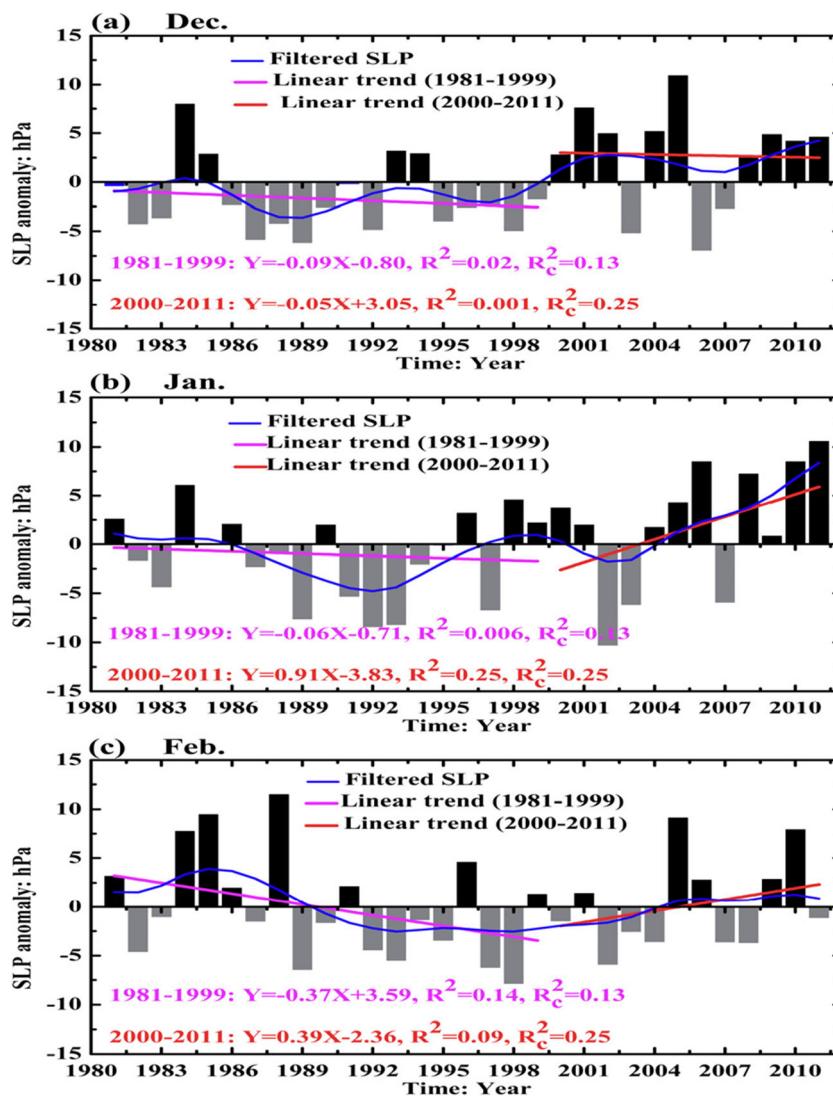 (a) Dec.
15
10
5
0
-5
-10
-15
SLP anomaly: hPa
Filtered SLP
Linear trend (1981-1999)
Linear trend (2000-2011)
1981-1999: Y=-0.09X-0.80, R²=0.02, R²c=0.13
2000-2011: Y=-0.05X+3.05, R²=0.001, R²c=0.25
1980 1983 1986 1989 1992 1995 1998 2001 2004 2007 2010
Time: Year
(b) Jan.
15
10
5
0
-5
-10
-15
SLP anomaly: hPa
Filtered SLP
Linear trend (1981-1999)
Linear trend (2000-2011)
1981-1999: Y=-0.06X-0.71, R²=0.006, R²c=0.13
2000-2011: Y=0.91X-3.83, R²=0.25, R²c=0.25
1980 1983 1986 1989 1992 1995 1998 2001 2004 2007 2010
Time: Year
(c) Feb.
15
10
5
0
-5
-10
-15
SLP anomaly: hPa
Filtered SLP
Linear trend (1981-1999)
Linear trend (2000-2011)
1981-1999: Y=-0.37X+3.59, R²=0.14, R²c=0.13
2000-2011: Y=0.39X-2.36, R²=0.09, R²c=0.25
1980 1983 1986 1989 1992 1995 1998 2001 2004 2007 2010
Time: Year